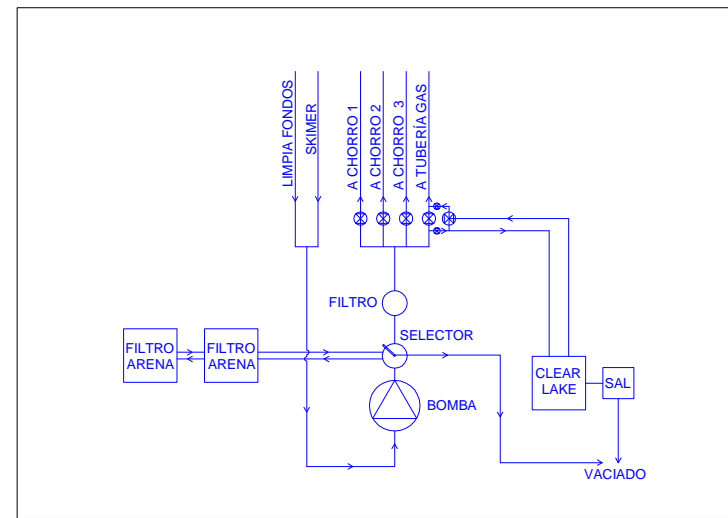 LIMPIA FONDOS
SKIMER
A CHORRO 1
A CHORRO 2
A CHORRO 3
A TUBERÍA GAS
FILTRO
SELECTOR
FILTRO
ARENA
FILTRO
ARENA
BOMBA
CLEAR
LAKE
SAL
VACIADO